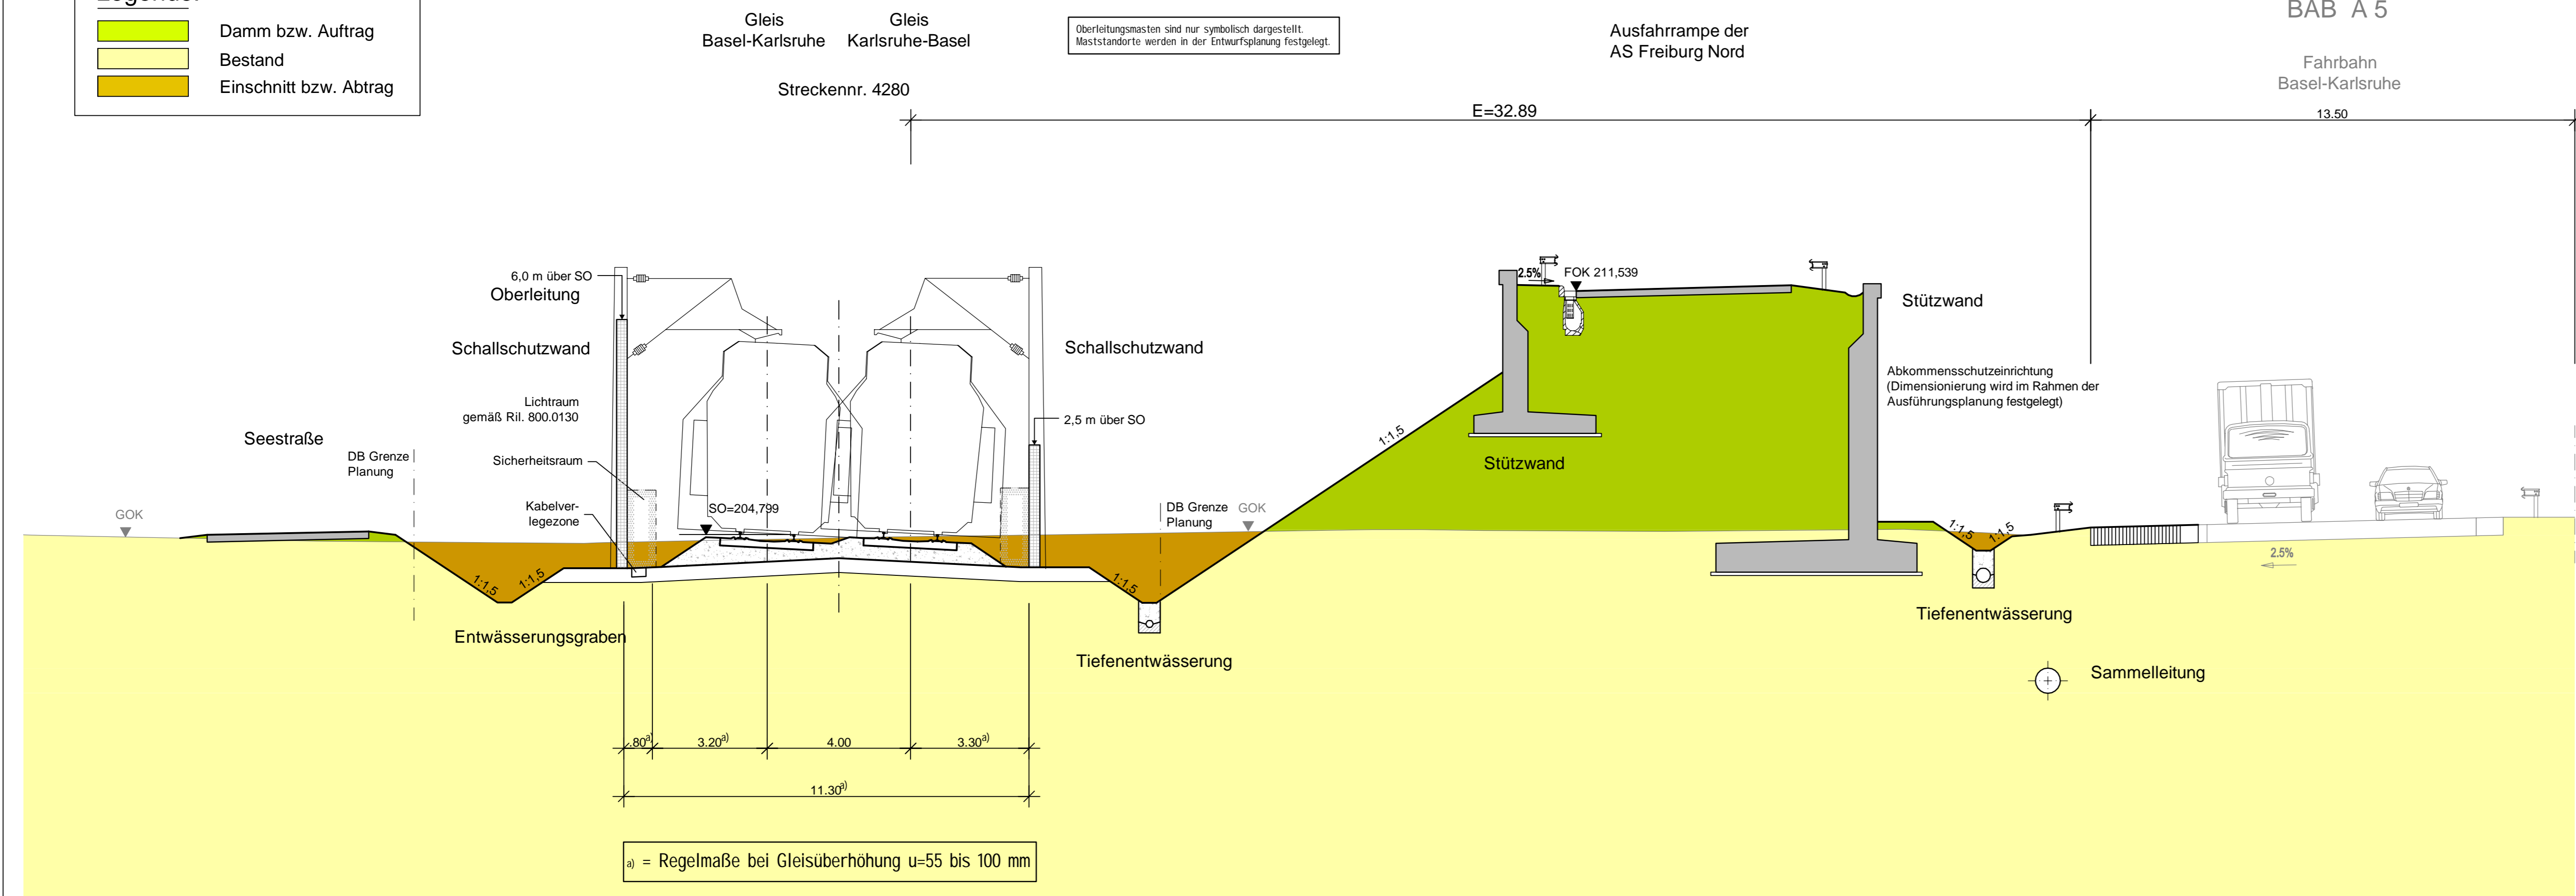 Legende:
Damm bzw. Auftrag
Bestand
Einschnitt bzw. Abtrag
Gleis
Basel-Karlsruhe
Gleis
Karlsruhe-Basel
Streckennr. 4280
Oberleitungsmasten sind nur symbolisch dargestellt.
Maststandorte werden in der Entwurfsplanung festgelegt.
Ausfahrrampe der
AS Freiburg Nord
BAB A 5
Fahrbahn
Basel-Karlsruhe
E=32.89
13.50
6,0 m über SO
Oberleitung
Schallschutzwand
Lichtraum
gemäß Ril. 800.0130
Seestraße
DB Grenze
Planung
Sicherheitsraum
Kabelver-
legezone
GOK
SO=204,799
Schallschutzwand
2,5 m über SO
DB Grenze
Planung
GOK
1:1,5
2.5%
FOK 211,539
Stützwand
Stützwand
Abkommensschutzeinrichtung
(Dimensionierung wird im Rahmen der
Ausführungsplanung festgelegt)
1:1,5
1:1,5
2.5%
1:1,5
1:1,5
1:1,5
Entwässerungsgraben
Tiefenentwässerung
Tiefenentwässerung
Sammelleitung
.80a)
3.20a)
4.00
3.30a)
11.30a)
a) = Regelmaße bei Gleisüberhöhung u=55 bis 100 mm